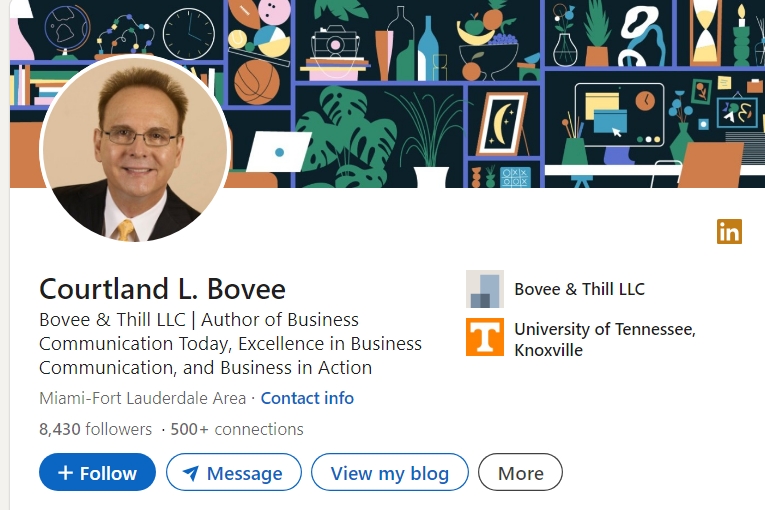 in
Courtland L. Bovee
Bovee & Thill LLC | Author of Business
Communication Today, Excellence in Business
Communication, and Business in Action
Miami-Fort Lauderdale Area · Contact info
8,430 followers · 500+ connections
Bovee & Thill LLC
T
University of Tennessee,
Knoxville
+ Follow
Message
View my blog
More